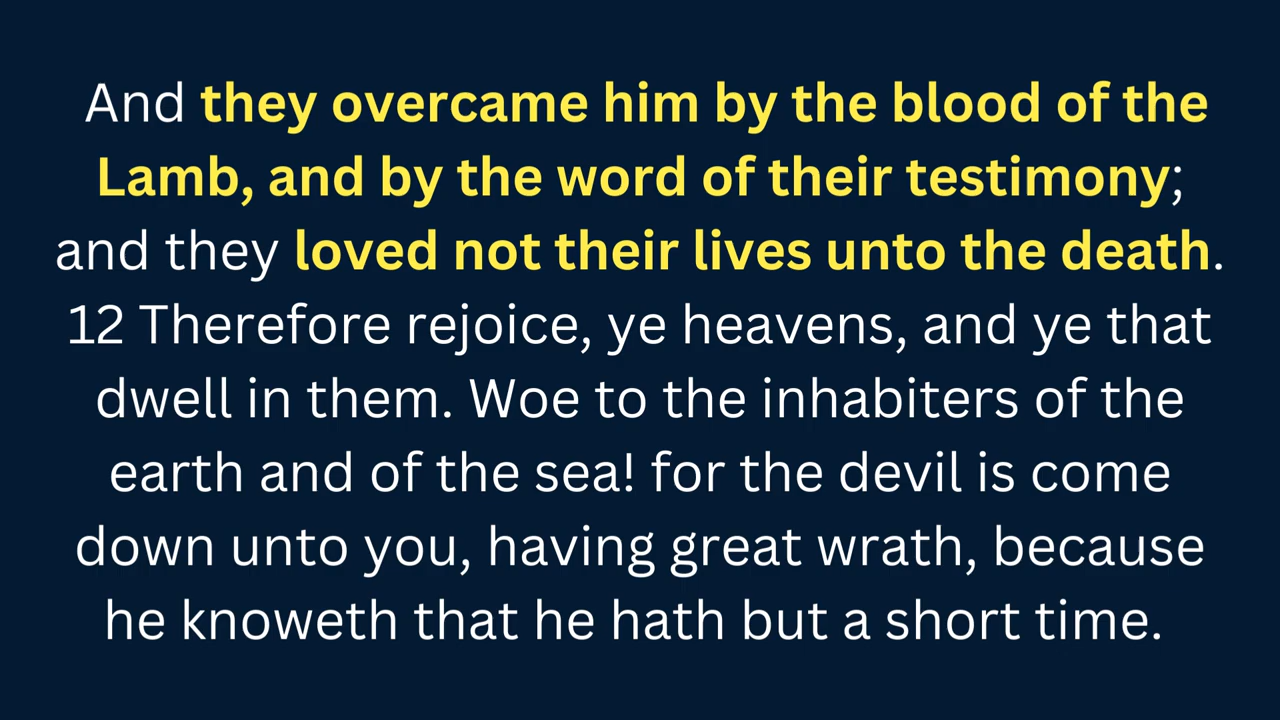 And they overcame him by the blood of the
Lamb, and by the word of their testimony;
and they loved not their lives unto the death.
12 Therefore rejoice, ye heavens, and ye that
dwell in them. Woe to the inhabiters of the
earth and of the sea! for the devil is come
down unto you, having great wrath, because
he knoweth that he hath but a short time.